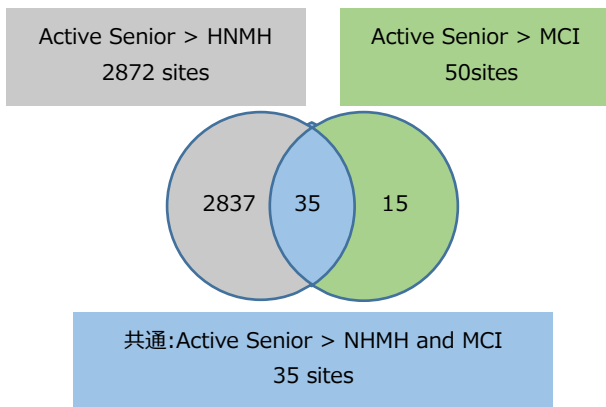 Active Senior > HNMH
2872 sites
Active Senior > MCI
50sites
2837
35
15
共通:Active Senior > NHMH and MCI
35 sites